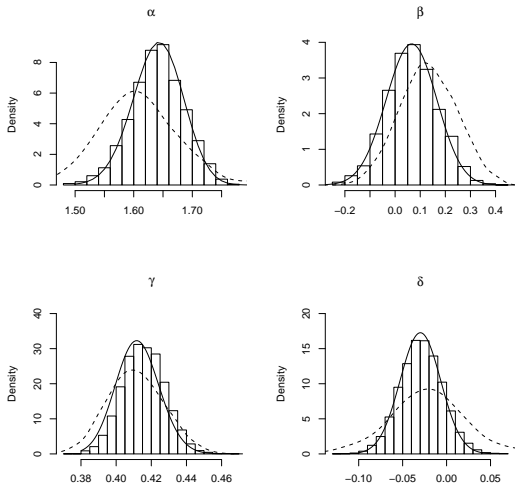 α
Density
0 2 4 6 8
1.50 1.60 1.70
β
Density
0 1 2 3 4
−0.2 0.0 0.1 0.2 0.3 0.4
γ
Density
0 10 20 30 40
0.38 0.40 0.42 0.44 0.46
δ
Density
0 5 10 15 20
−0.10 −0.05 0.00 0.05